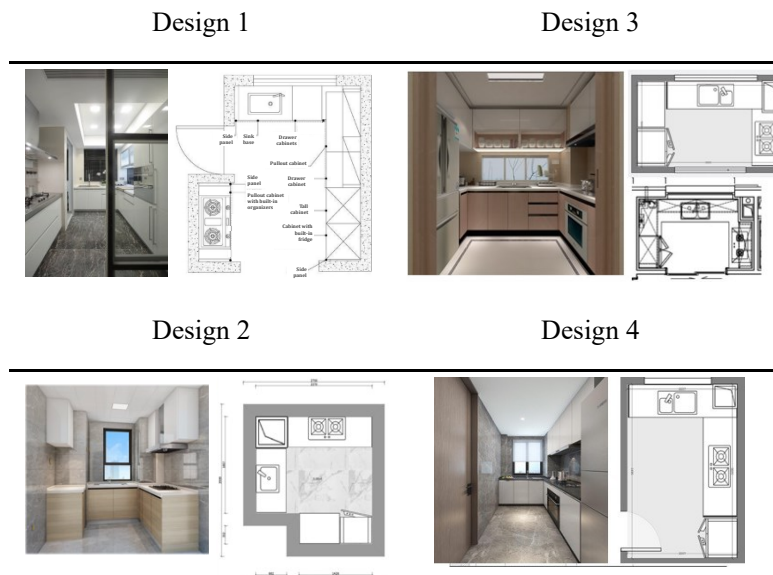 Design 1
Design 3
Side panel
Sink base
Drawer cabinets
Pullout cabinet
Side panel
Drawer cabinet
Pullout cabinet with built-in organizers
Tall cabinet
Cabinet with built-in fridge
Side panel
Design 2
Design 4